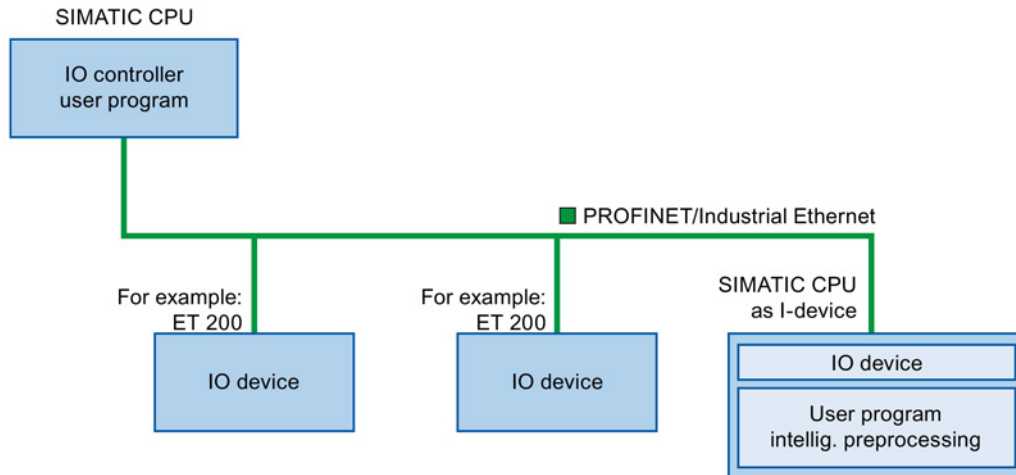 SIMATIC CPU
IO controller
user program
PROFINET/Industrial Ethernet
For example:
ET 200
IO device
For example:
ET 200
IO device
SIMATIC CPU
as I-device
IO device
User program
intellig. preprocessing